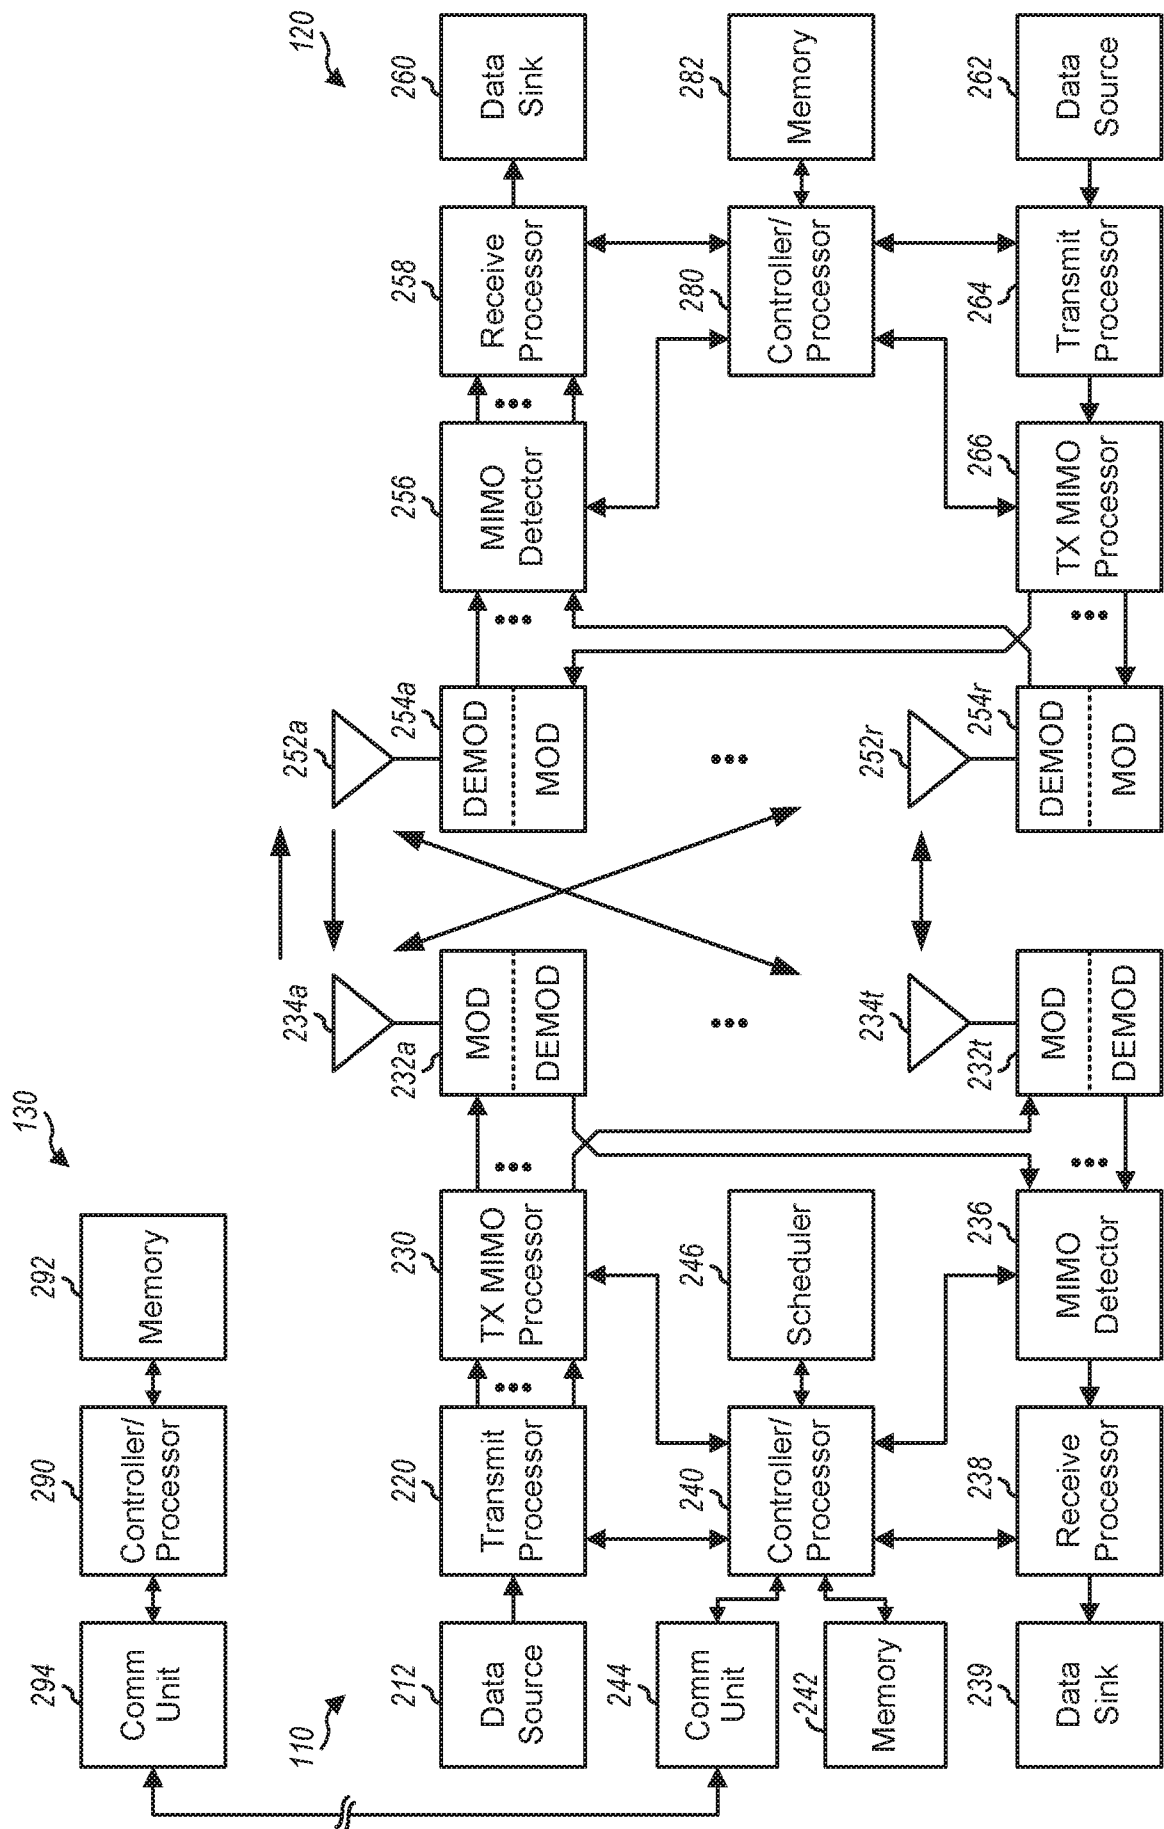 130
294
290
292
Comm
Unit
Controller/
Processor
Memory
110
234a
252a
120
212
220
230
232a
254a
256
258
260
Data
Source
Transmit
Processor
TX MIMO
Processor
MOD
DEMOD
DEMOD
MOD
MIMO
Detector
Receive
Processor
Data
Sink
244
240
246
280
282
Comm
Unit
Controller/
Processor
Scheduler
Controller/
Processor
Memory
242
Memory
234t
252r
239
238
236
232t
254r
266
264
262
Data
Sink
Receive
Processor
MIMO
Detector
MOD
DEMOD
DEMOD
MOD
TX MIMO
Processor
Transmit
Processor
Data
Source